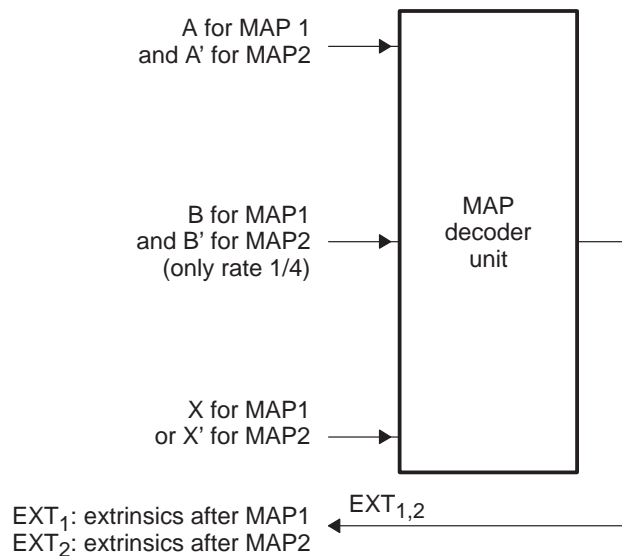 A for MAP 1
and A’ for MAP2
B for MAP1
and B’ for MAP2
(only rate 1/4)
MAP
decoder
unit
X for MAP1
or X’ for MAP2
EXT1,2
EXT1: extrinsics after MAP1
EXT2: extrinsics after MAP2